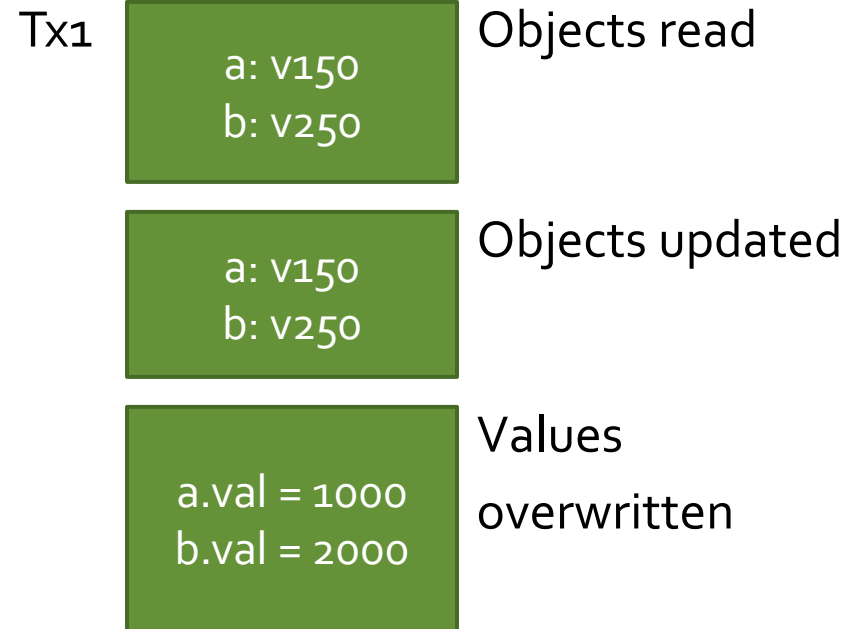 Tx1
a: v150
b: v250
Objects read
a: v150
b: v250
Objects updated
a.val = 1000
b.val = 2000
Values
overwritten